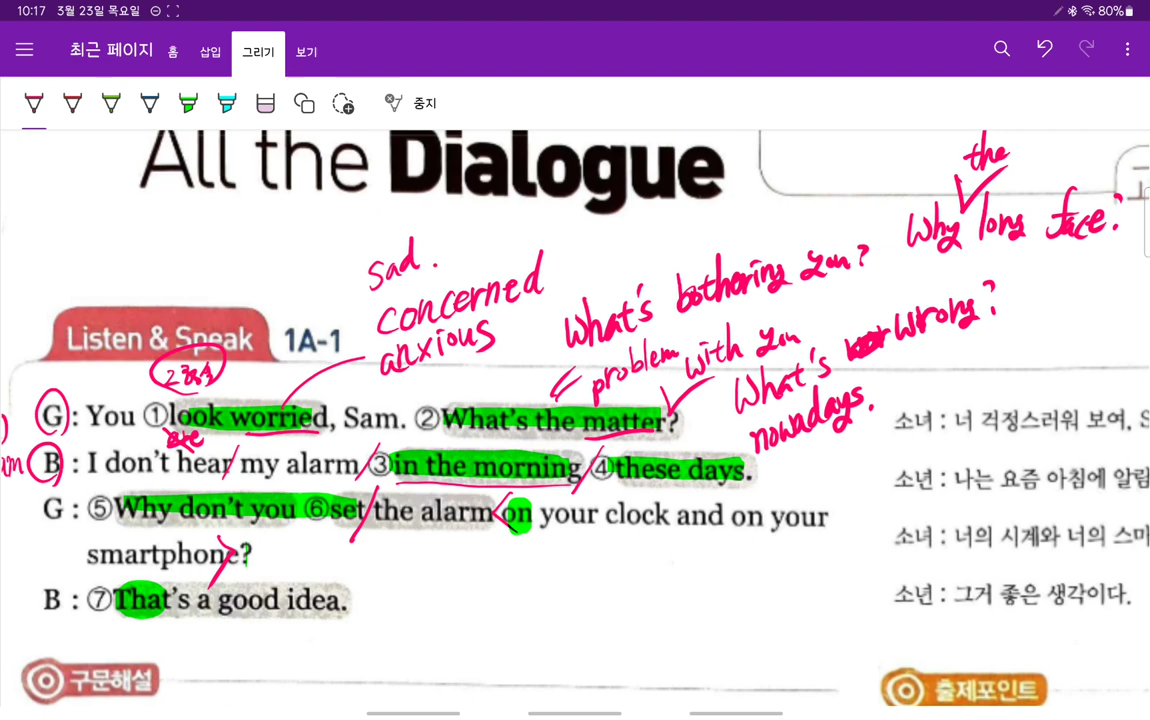 10:17 3월 23일 목요일 80%
최근 페이지 홈 삽입 그리기 보기
중지
All the Dialogue
the
Why long face?
sad.
concerned
anxious
What's bothering you?
problem with you
What's wrong?
nowadays.
Listen & Speak 1A-1
2형식
G : You ①look worried, Sam. ②What's the matter?
are
B : I don't hear my alarm ③in the morning ④these days.
G : ⑤Why don't you ⑥set the alarm on your clock and on your
smartphone?
B : ⑦That's a good idea.
소녀 : 너 걱정스러워 보여, S
소년 : 나는 요즘 아침에 알람
소녀 : 너의 시계와 너의 스마
소년 : 그거 좋은 생각이다.
구문해설
출제포인트